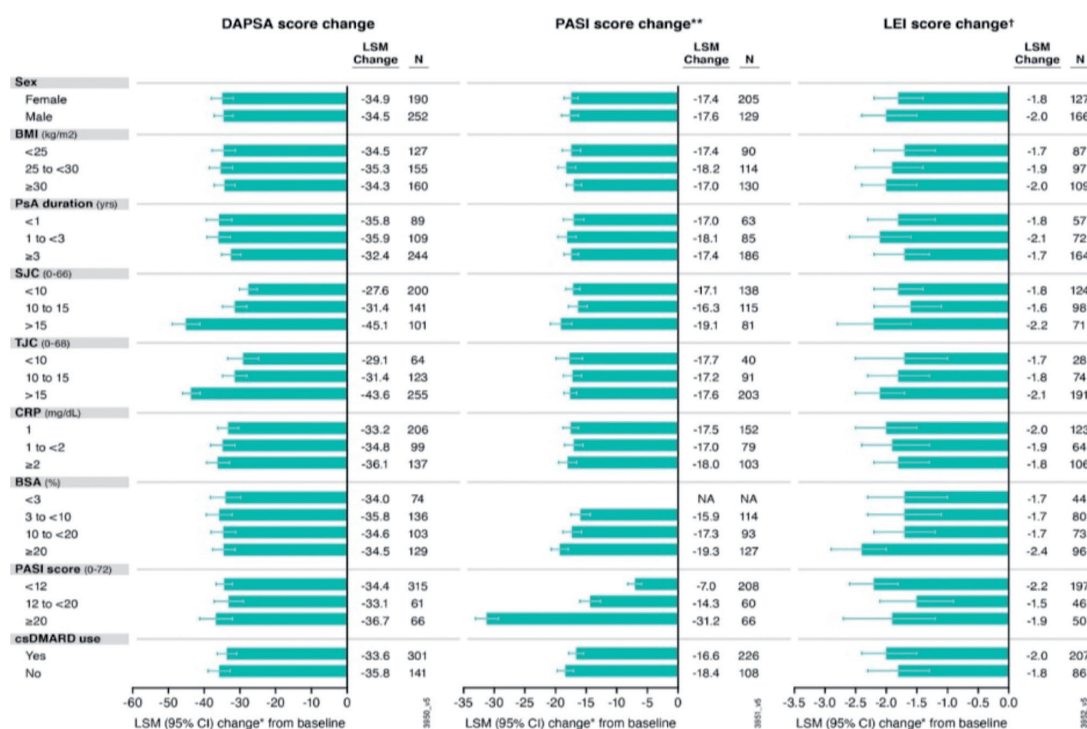 DAPSA score change PASI score change** LEI score change†
LSM Change N LSM Change N LSM Change N
Sex
Female -34.9 190 -17.4 205 -1.8 127
Male -34.5 252 -17.6 129 -2.0 166
BMI (kg/m2)
<25 -34.5 127 -17.4 90 -1.7 87
25 to <30 -35.3 155 -18.2 114 -1.9 97
≥30 -34.3 160 -17.0 130 -2.0 109
PsA duration (yrs)
<1 -35.8 89 -17.0 63 -1.8 57
1 to <3 -35.9 109 -18.1 85 -2.1 72
≥3 -32.4 244 -17.4 186 -1.7 164
SJC (0-66)
<10 -27.6 200 -17.1 138 -1.8 124
10 to 15 -31.4 141 -16.3 115 -1.6 98
>15 -45.1 101 -19.1 81 -2.2 71
TJC (0-68)
<10 -29.1 64 -17.7 40 -1.7 28
10 to 15 -31.4 123 -17.2 91 -1.8 74
>15 -43.6 255 -17.6 203 -2.1 191
CRP (mg/dL)
1 -33.2 206 -17.5 152 -2.0 123
1 to <2 -34.8 99 -17.0 79 -1.9 64
≥2 -36.1 137 -18.0 103 -1.8 106
BSA (%)
<3 -34.0 74 NA NA -1.7 44
3 to <10 -35.8 136 -15.9 114 -1.7 80
10 to <20 -34.6 103 -17.3 93 -1.7 73
≥20 -34.5 129 -19.3 127 -2.4 96
PASI score (0-72)
<12 -34.4 315 -7.0 208 -2.2 197
12 to <20 -33.1 61 -14.3 60 -1.5 46
≥20 -36.7 66 -31.2 66 -1.9 50
csDMARD use
Yes -33.6 301 -16.6 226 -2.0 207
No -35.8 141 -18.4 108 -1.8 86
-60 -50 -40 -30 -20 -10 0 -35 -30 -25 -20 -15 -10 -5 0 -3.5 -3.0 -2.5 -2.0 -1.5 -1.0 -0.5 0.0
LSM (95% CI) change* from baseline LSM (95% CI) change* from baseline LSM (95% CI) change* from baseline
3950_v5 3951_v5 3952_v5